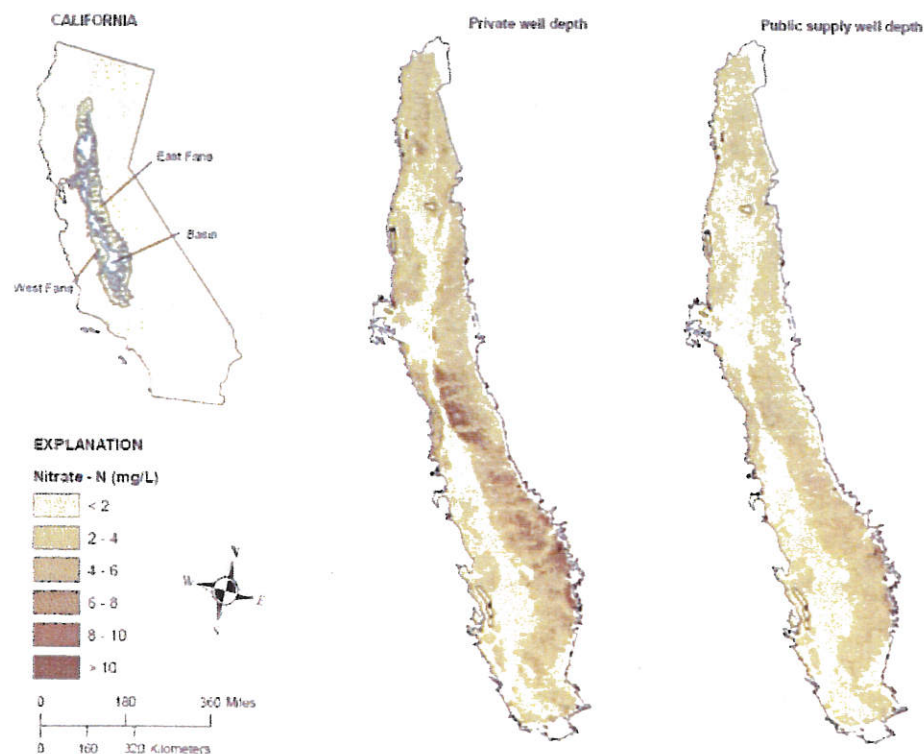 CALIFORNIA
East Fans
Basin
West Fans
Private well depth
Public supply well depth
EXPLANATION
Nitrate - N (mg/L)
< 2
2 - 4
4 - 6
6 - 8
8 - 10
> 10
N
W
E
S
0 180 360 Miles
0 160 320 Kilometers